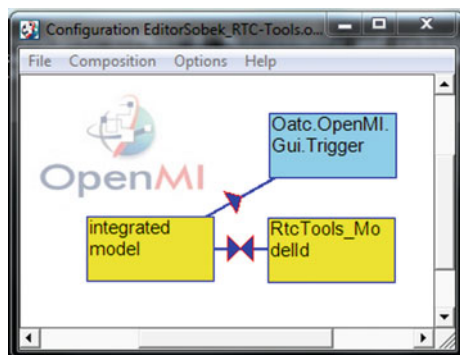 Configuration EditorSobek_RTC-Tools.o...
File Composition Options Help
OpenMI
Oatc.OpenMI.
Gui.Trigger
integrated
model
RtcTools_Mo
delId